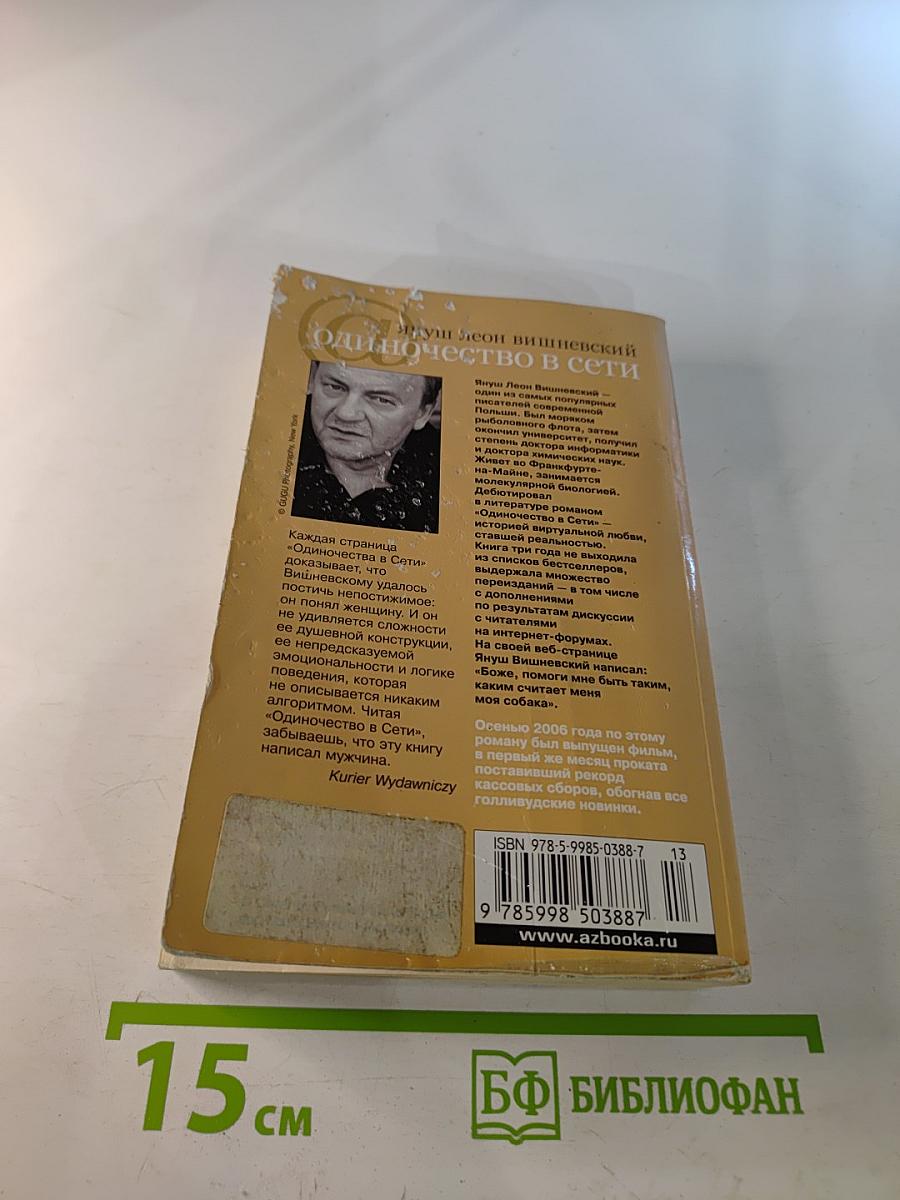 @
януш леон вишневский
одиночество в сети
© GUGU Photography, New York
Каждая страница
«Одиночества в Сети»
доказывает, что
Вишневскому удалось
постичь непостижимое:
он понял женщину. И он
не удивляется сложности
ее душевной конструкции,
ее непредсказуемой
эмоциональности и логике
поведения, которая
не описывается никаким
алгоритмом. Читая
«Одиночество в Сети»,
забываешь, что эту книгу
написал мужчина.
Kurier Wydawniczy
Януш Леон Вишневский —
один из самых популярных
писателей современной
Польши. Был моряком
рыболовного флота, затем
окончил университет, получил
степень доктора информатики
и доктора химических наук.
Живет во Франкфурте-
на-Майне, занимается
молекулярной биологией.
Дебютировал
в литературе романом
«Одиночество в Сети» —
историей виртуальной любви,
ставшей реальностью.
Книга три года не выходила
из списков бестселлеров,
выдержала множество
переизданий — в том числе
с дополнениями
по результатам дискуссии
с читателями
на интернет-форумах.
На своей веб-странице
Януш Вишневский написал:
«Боже, помоги мне быть таким,
каким считает меня
моя собака».
Осенью 2006 года по этому
роману был выпущен фильм,
в первый же месяц проката
поставивший рекорд
кассовых сборов, обогнав все
голливудские новинки.
ISBN 978-5-9985-0388-7
13
9 785998 503887
www.azbooka.ru
15 см
БФ БИБЛИОФАН